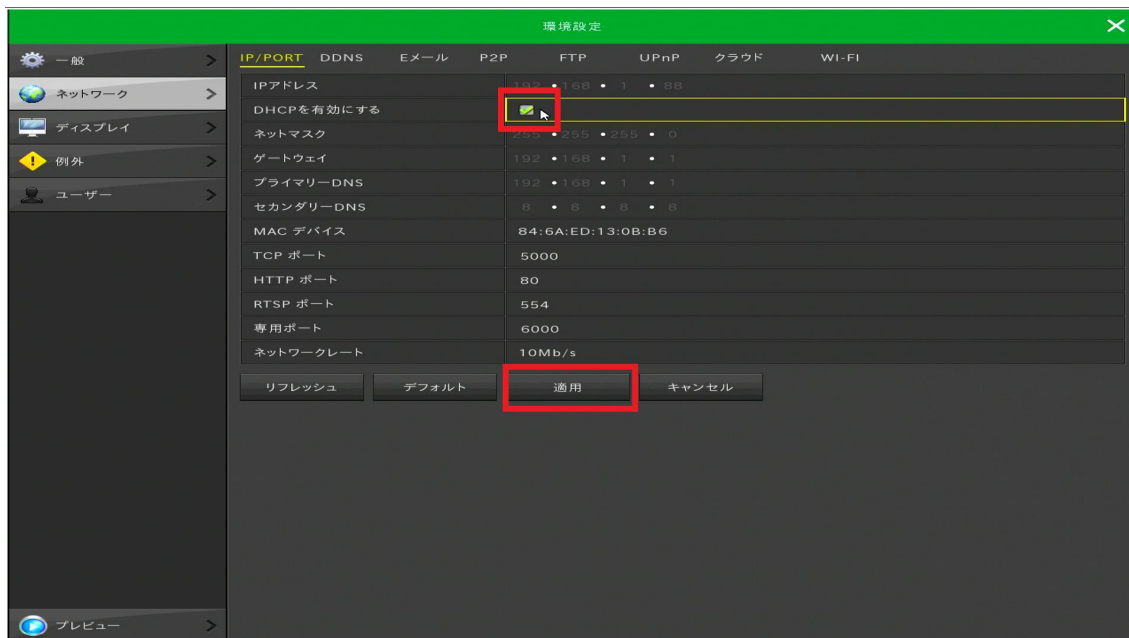 環境設定
一般
ネットワーク
ディスプレイ
例外
ユーザー
プレビュー
IP/PORT DDNS Eメール P2P FTP UPnP クラウド WI-FI
IPアドレス 192 • 168 • 1 • 88
DHCPを有効にする
ネットマスク 255 • 255 • 255 • 0
ゲートウェイ 192 • 168 • 1 • 1
プライマリーDNS 192 • 168 • 1 • 1
セカンダリーDNS 8 • 8 • 8 • 8
MAC デバイス 84:6A:ED:13:0B:B6
TCP ポート 5000
HTTP ポート 80
RTSP ポート 554
専用ポート 6000
ネットワークレート 10Mb/s
リフレッシュ デフォルト 適用 キャンセル